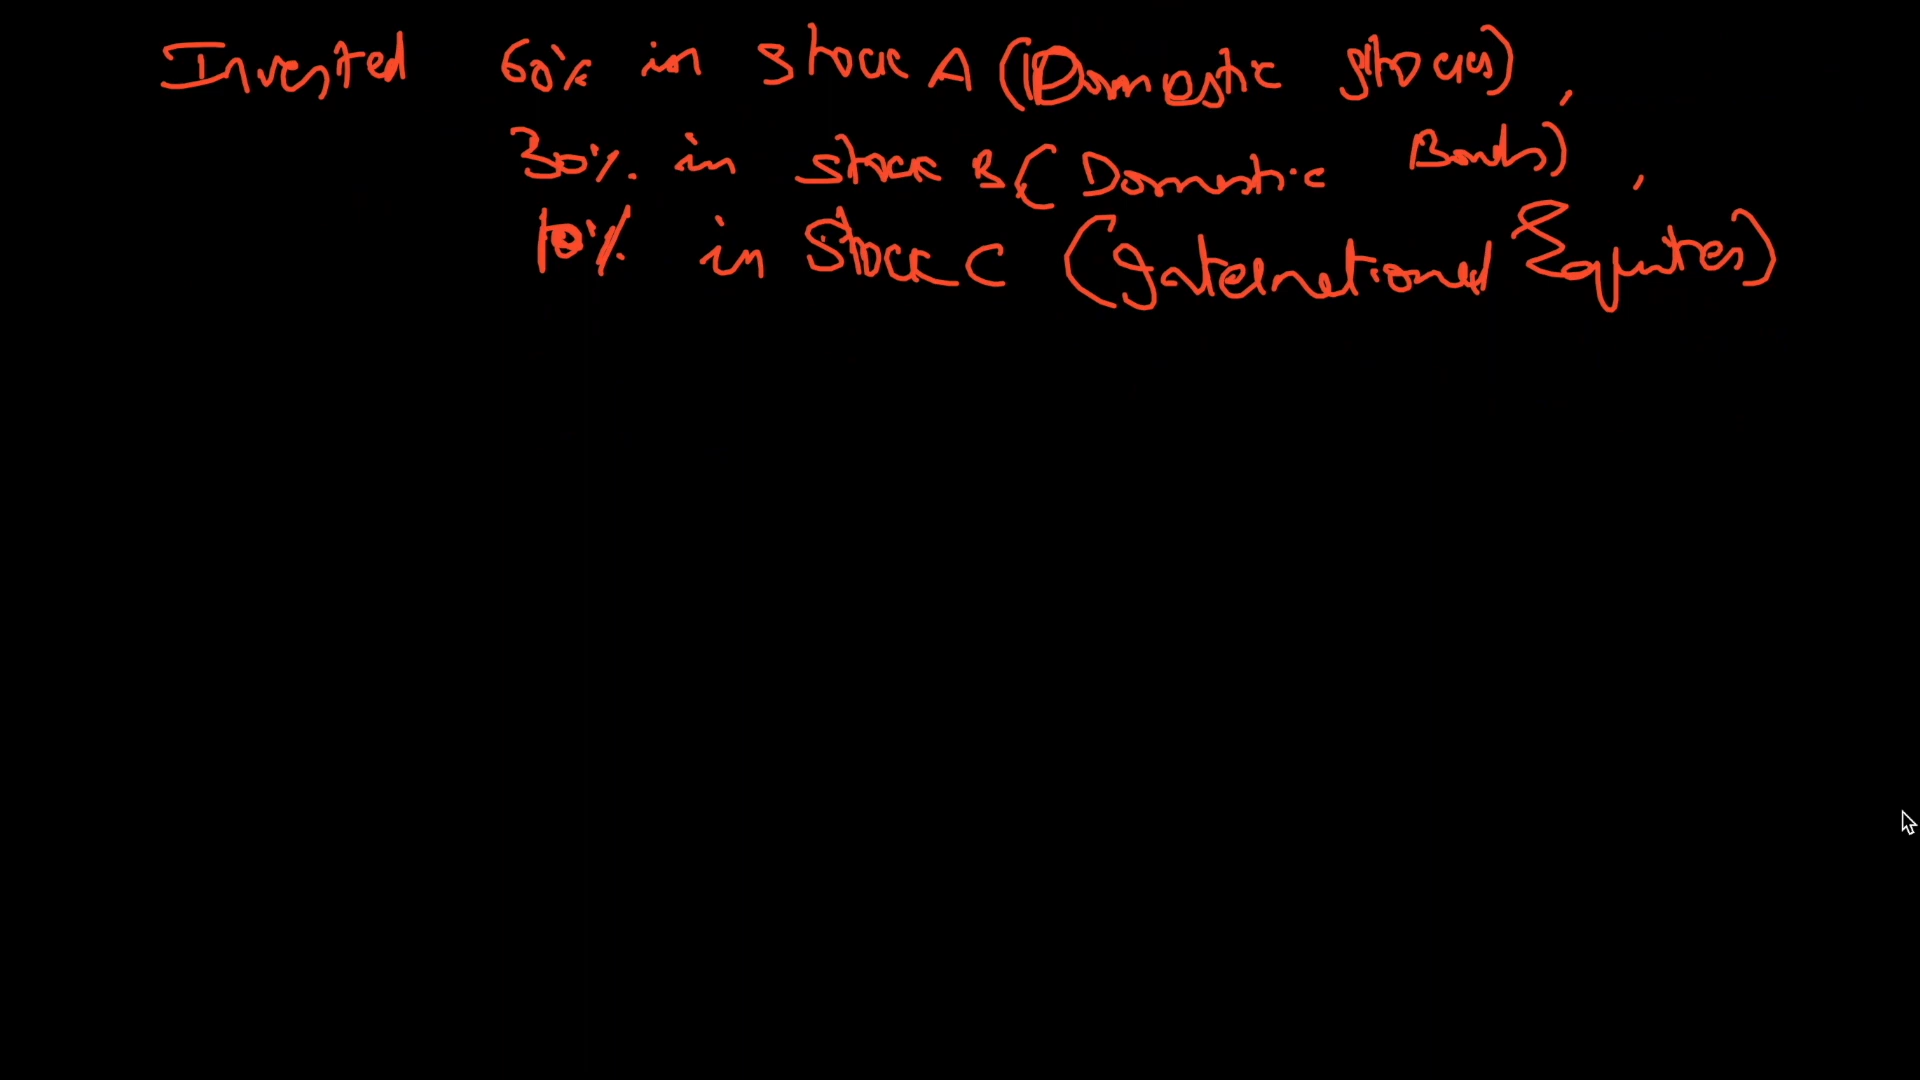 Invested 60% in Stock A (Domestic stocks),
30% in stock B (Domestic Bonds),
10% in Stock C (International Equities)